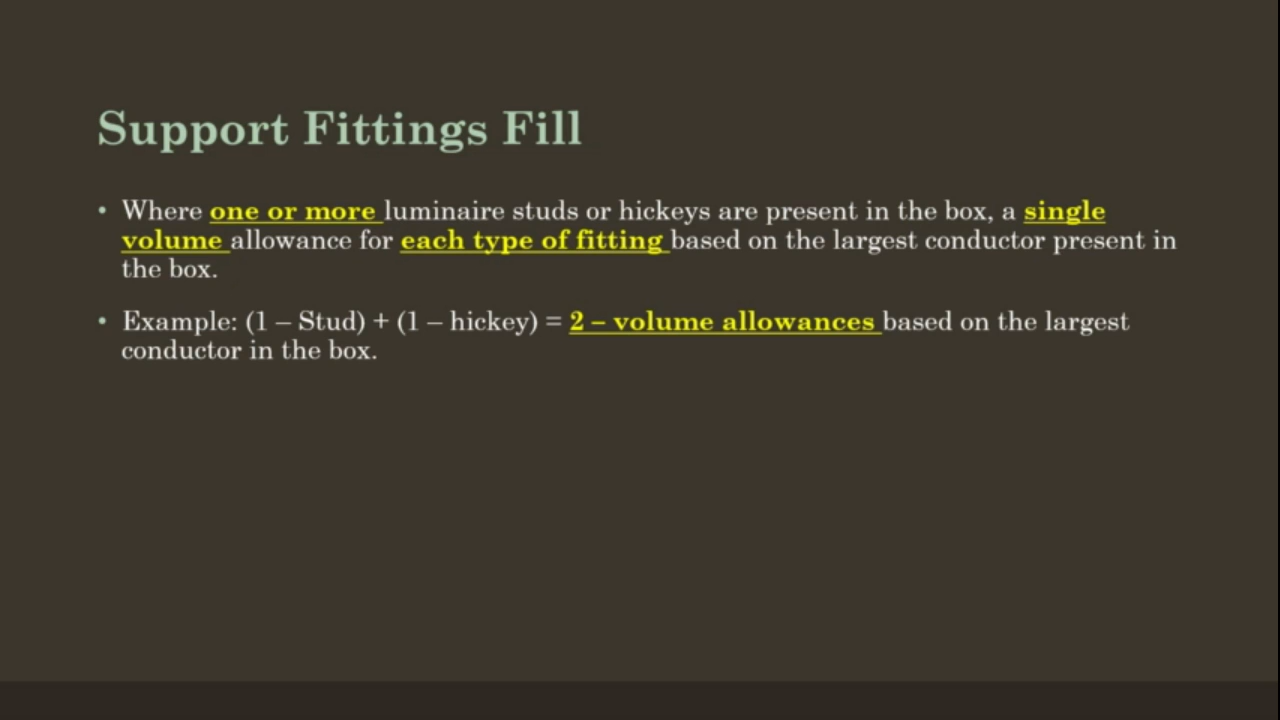 Support Fittings Fill
• Where one or more luminaire studs or hickeys are present in the box, a single
volume allowance for each type of fitting based on the largest conductor present in
the box.
• Example: (1 – Stud) + (1 – hickey) = 2 – volume allowances based on the largest
conductor in the box.